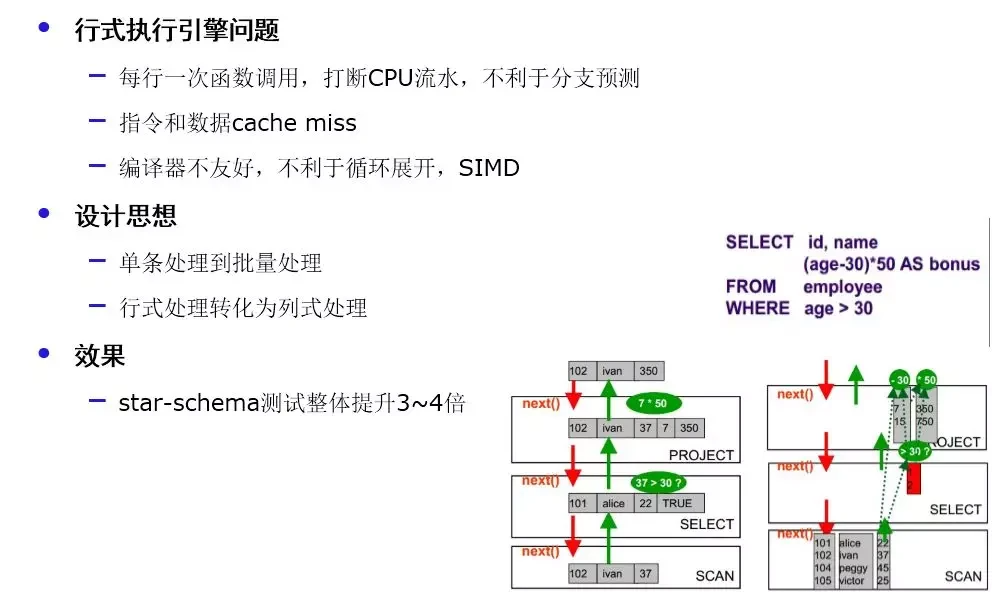 行式执行引擎问题
每行一次函数调用，打断CPU流水，不利于分支预测
指令和数据cache miss
编译器不友好，不利于循环展开，SIMD
设计思想
单条处理到批量处理
行式处理转化为列式处理
效果
star-schema测试整体提升3~4倍
SELECT id, name
(age-30)*50 AS bonus
FROM employee
WHERE age > 30
102 ivan 350
next() 7 * 50
102 ivan 37 7 350
PROJECT
next() 37 > 30 ?
101 alice 22 TRUE
SELECT
next()
102 ivan 37
SCAN
- 30 * 50
next()
7 350
15 750
PROJECT
> 30 ?
next()
2
SELECT
next()
101 alice 22
102 ivan 37
104 peggy 45
105 victor 25
SCAN